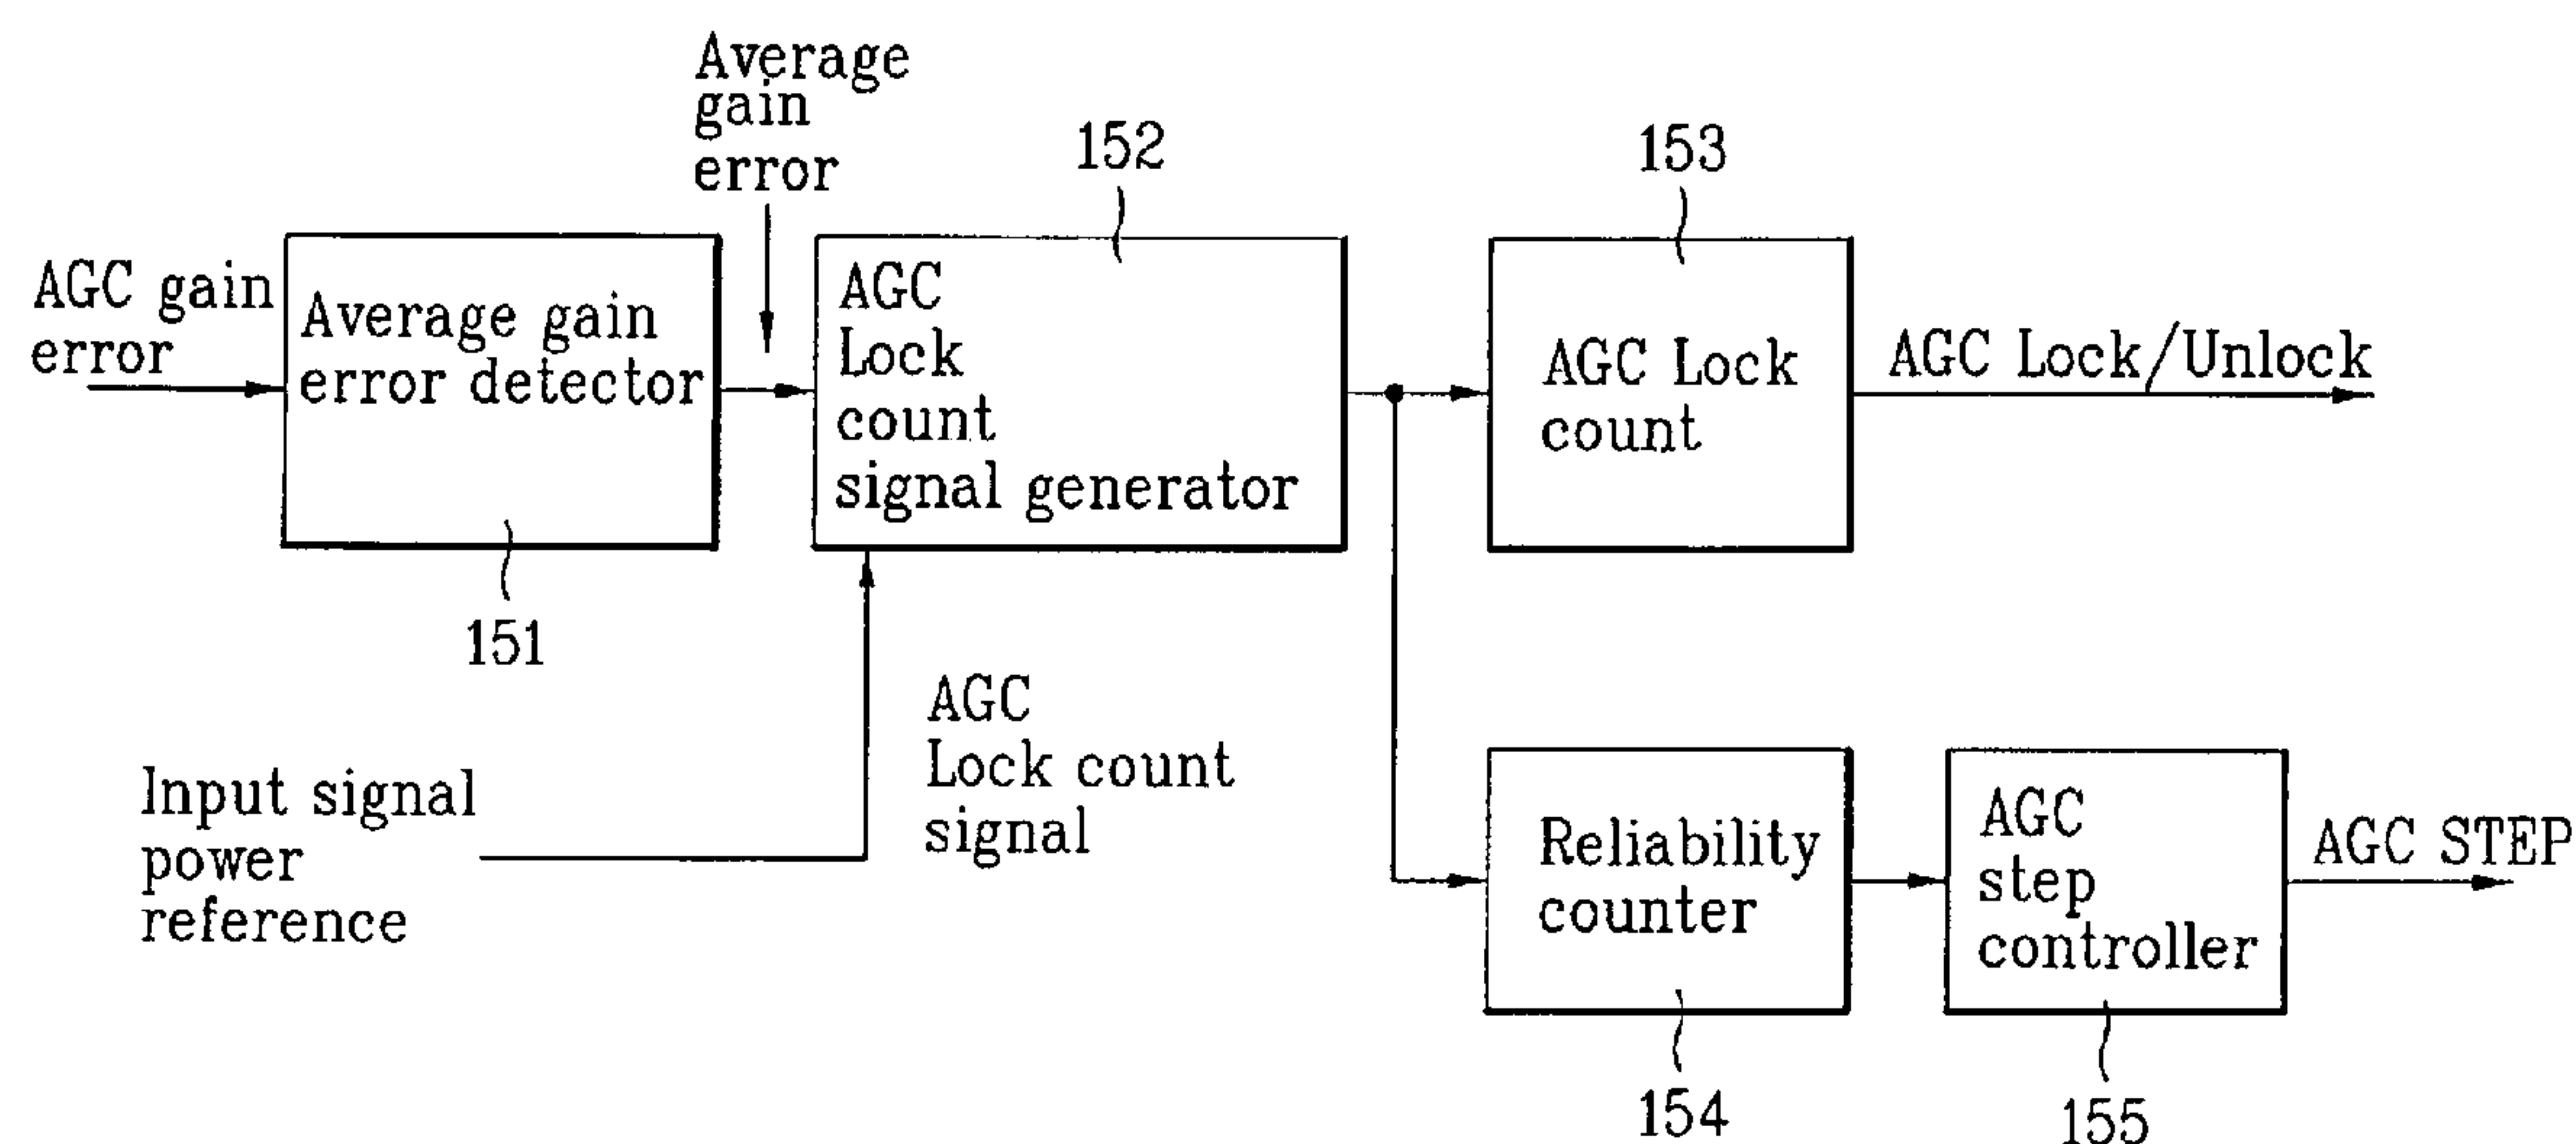 Average
gain
error
152
153
AGC gain
error
Average gain
error detector
AGC
Lock
count
signal generator
AGC Lock
count
AGC Lock/Unlock
151
AGC
Lock count
signal
Input signal
power
reference
Reliability
counter
AGC
step
controller
AGC STEP
154
155